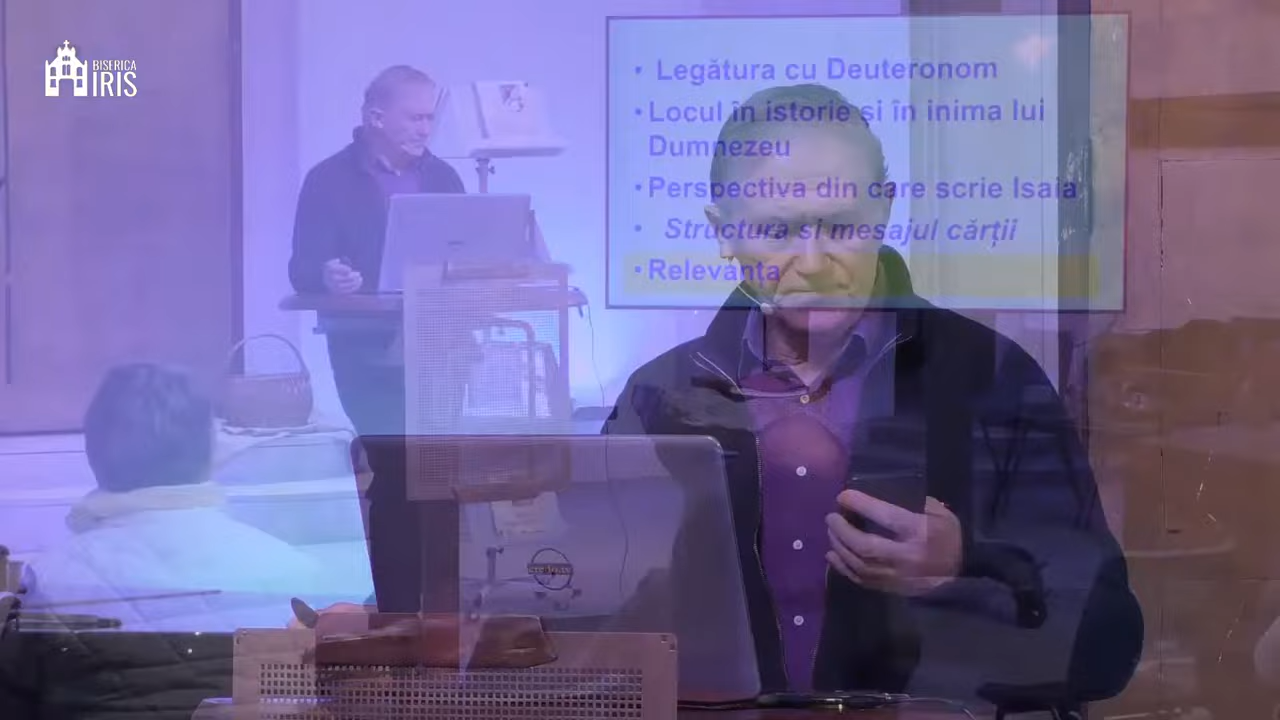 BISERICA
IRIS
• Legătura cu Deuteronom
• Locul în istorie și în inima lui
Dumnezeu
• Perspectiva din care scrie Isaia
• Structura si mesajul cărții
• Relevanța